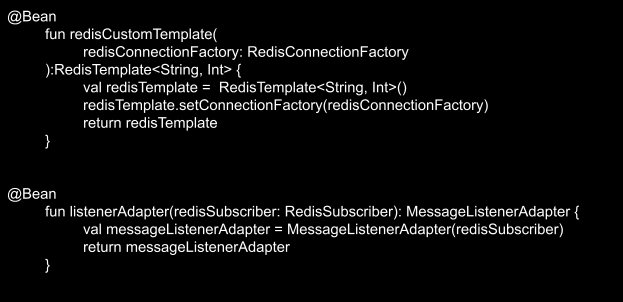 @Bean
fun redisCustomTemplate(
redisConnectionFactory: RedisConnectionFactory
):RedisTemplate<String, Int> {
val redisTemplate =  RedisTemplate<String, Int>()
redisTemplate.setConnectionFactory(redisConnectionFactory)
return redisTemplate
}
@Bean
fun listenerAdapter(redisSubscriber: RedisSubscriber): MessageListenerAdapter {
val messageListenerAdapter = MessageListenerAdapter(redisSubscriber)
return messageListenerAdapter
}